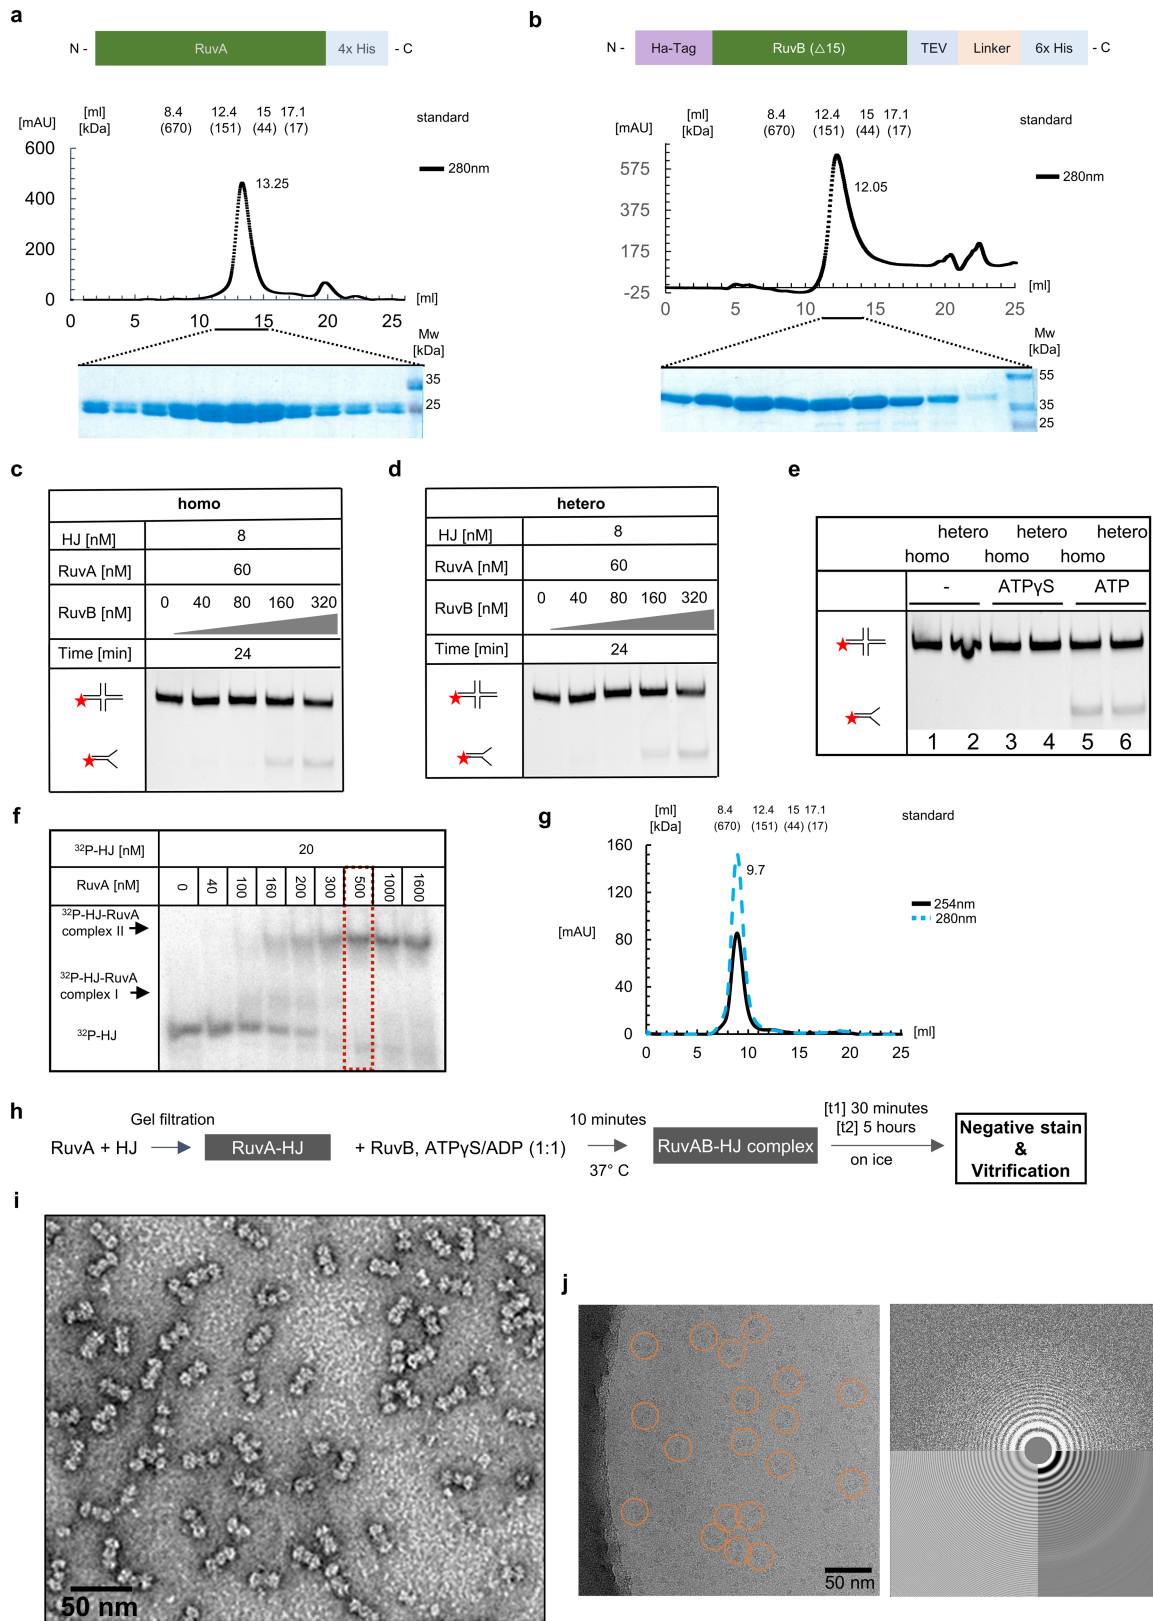 a
N -
RuvA
4x His
- C
[ml]
8.4
12.4
15
17.1
[kDa]
(670)
(151)
(44)
(17)
standard
[mAU]
600
400
200
0
13.25
280nm
[ml]
0
5
10
15
20
25
Mw
[kDa]
35
25
b
N -
Ha-Tag
RuvB (△15)
TEV
Linker
6x His
- C
[ml]
8.4
12.4
15
17.1
[kDa]
(670)
(151)
(44)
(17)
standard
[mAU]
575
375
175
-25
12.05
280nm
[ml]
0
5
10
15
20
25
Mw
[kDa]
55
35
25
c
homo
HJ [nM]
8
RuvA [nM]
60
RuvB [nM]
0 40 80 160 320
Time [min]
24
d
hetero
HJ [nM]
8
RuvA [nM]
60
RuvB [nM]
0 40 80 160 320
Time [min]
24
e
hetero hetero hetero
homo homo homo
- ATPγS ATP
1 2 3 4 5 6
f
³²P-HJ [nM]
20
RuvA [nM]
0 40 100 160 200 300 500 1000 1600
³²P-HJ-RuvA
complex II
³²P-HJ-RuvA
complex I
³²P-HJ
g
[ml]
8.4
12.4
15
17.1
[kDa]
(670)
(151)
(44)
(17)
standard
160
120
80
40
0
[mAU]
9.7
254nm
280nm
[ml]
0
5
10
15
20
25
h
Gel filtration
RuvA + HJ
RuvA-HJ
+ RuvB, ATPγS/ADP (1:1)
10 minutes
37° C
RuvAB-HJ complex
[t1] 30 minutes
[t2] 5 hours
on ice
Negative stain
&
Vitrification
i
50 nm
j
50 nm